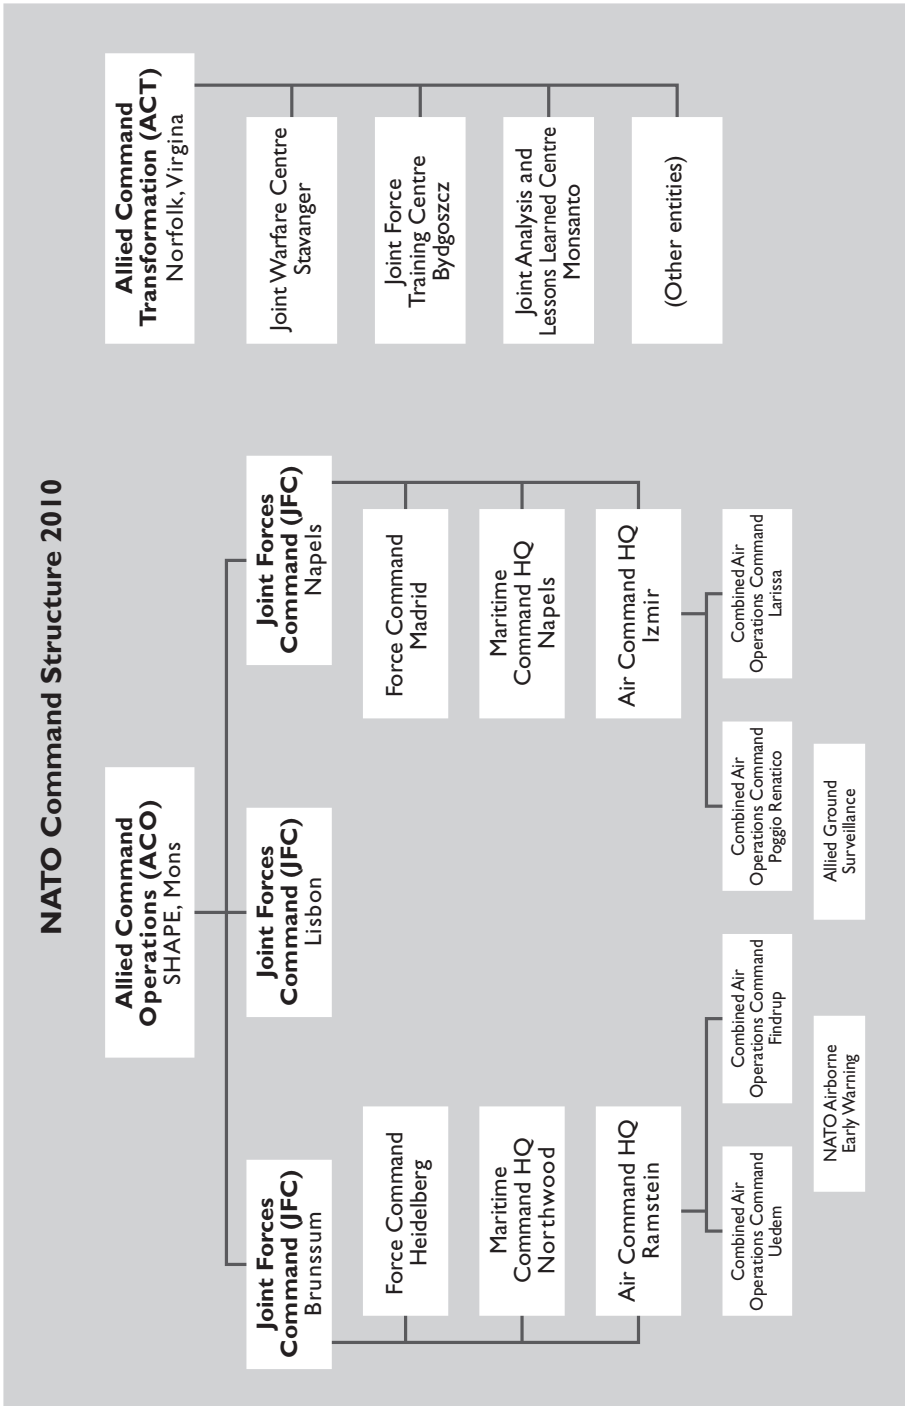 NATO Command Structure 2010
Allied Command
Operations (ACO)
SHAPE, Mons
Joint Forces
Command (JFC)
Brunssum
Force Command
Heidelberg
Maritime
Command HQ
Northwood
Air Command HQ
Ramstein
Combined Air
Operations Command
Uedem
Combined Air
Operations Command
Findrup
NATO Airborne
Early Warning
Joint Forces
Command (JFC)
Lisbon
Joint Forces
Command (JFC)
Napels
Force Command
Madrid
Maritime
Command HQ
Napels
Air Command HQ
Izmir
Combined Air
Operations Command
Poggio Renatico
Combined Air
Operations Command
Larissa
Allied Ground
Surveillance
Allied Command
Transformation (ACT)
Norfolk, Virgina
Joint Warfare Centre
Stavanger
Joint Force
Training Centre
Bydgoszcz
Joint Analysis and
Lessons Learned Centre
Monsanto
(Other entities)